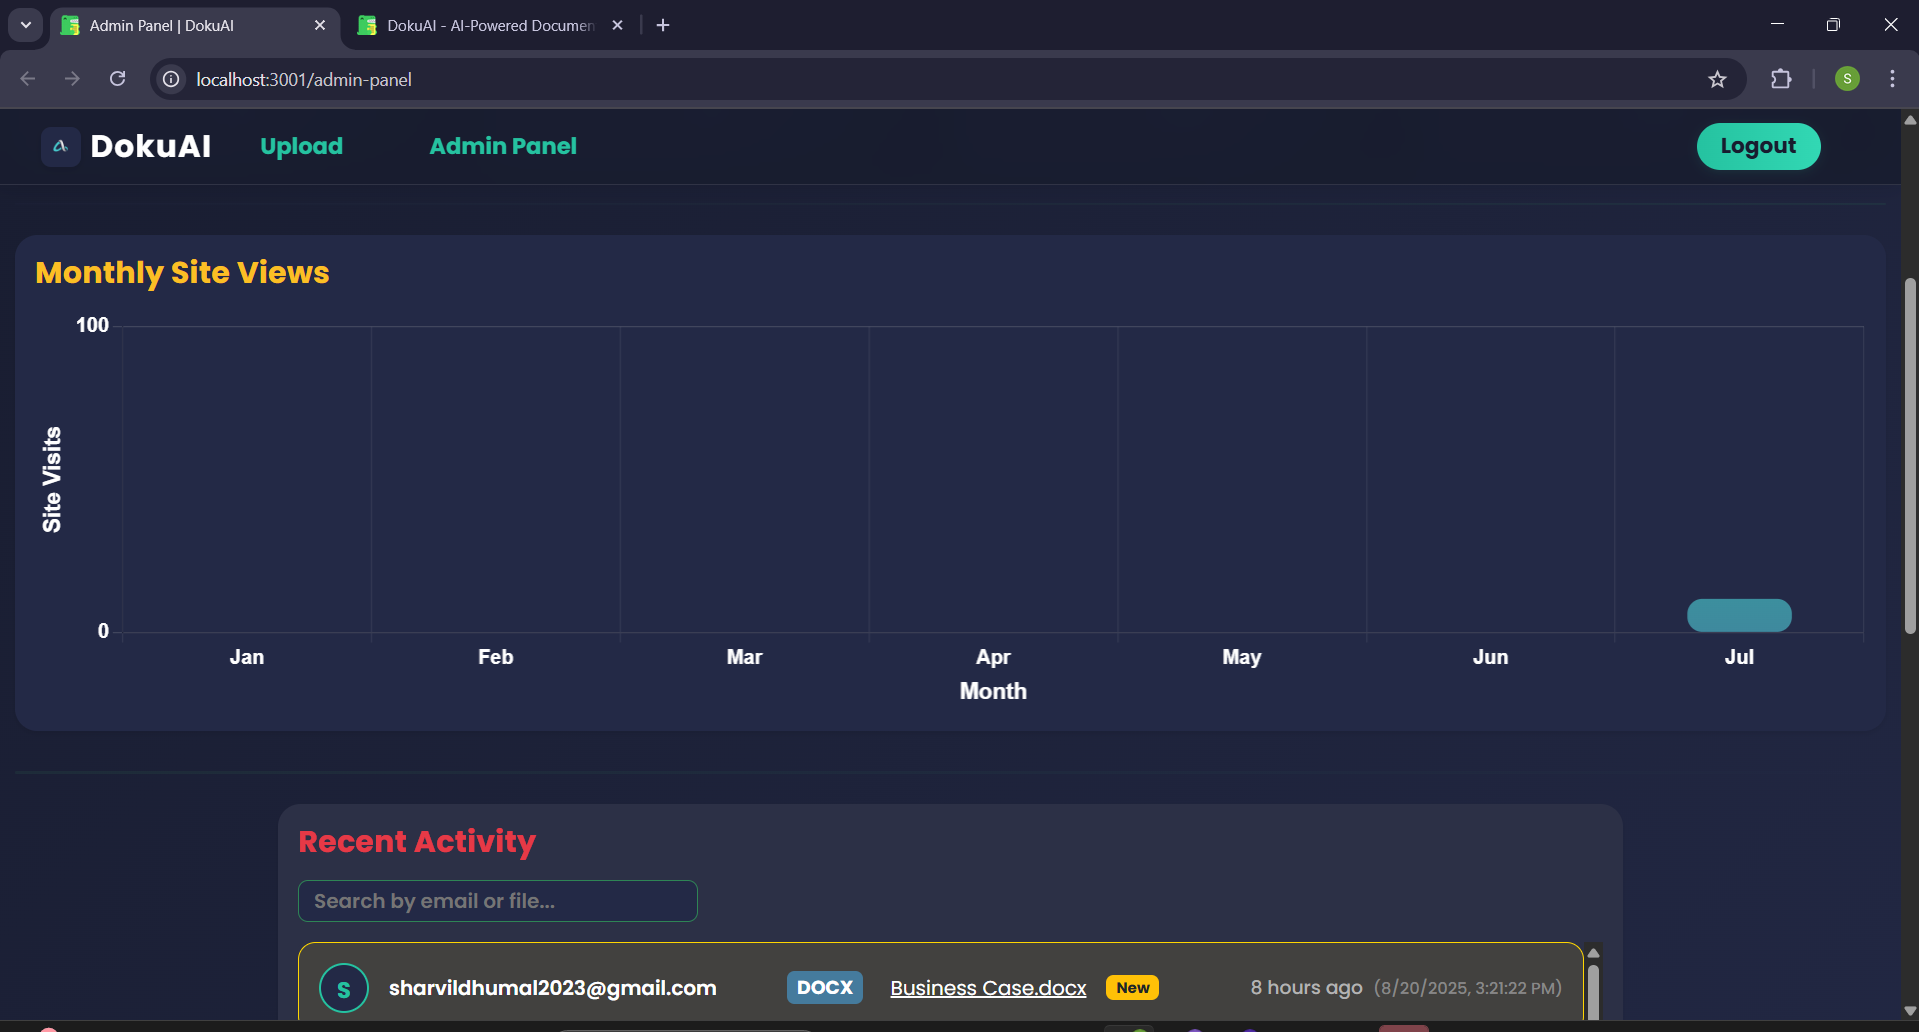 Admin Panel | DokuAI
DokuAI - AI-Powered Documen
localhost:3001/admin-panel
S
DokuAI
Upload
Admin Panel
Logout
Monthly Site Views
100
Site Visits
0
Jan Feb Mar Apr May Jun Jul
Month
Recent Activity
Search by email or file...
S
sharvildhumal2023@gmail.com
DOCX
Business Case.docx
New
8 hours ago (8/20/2025, 3:21:22 PM)